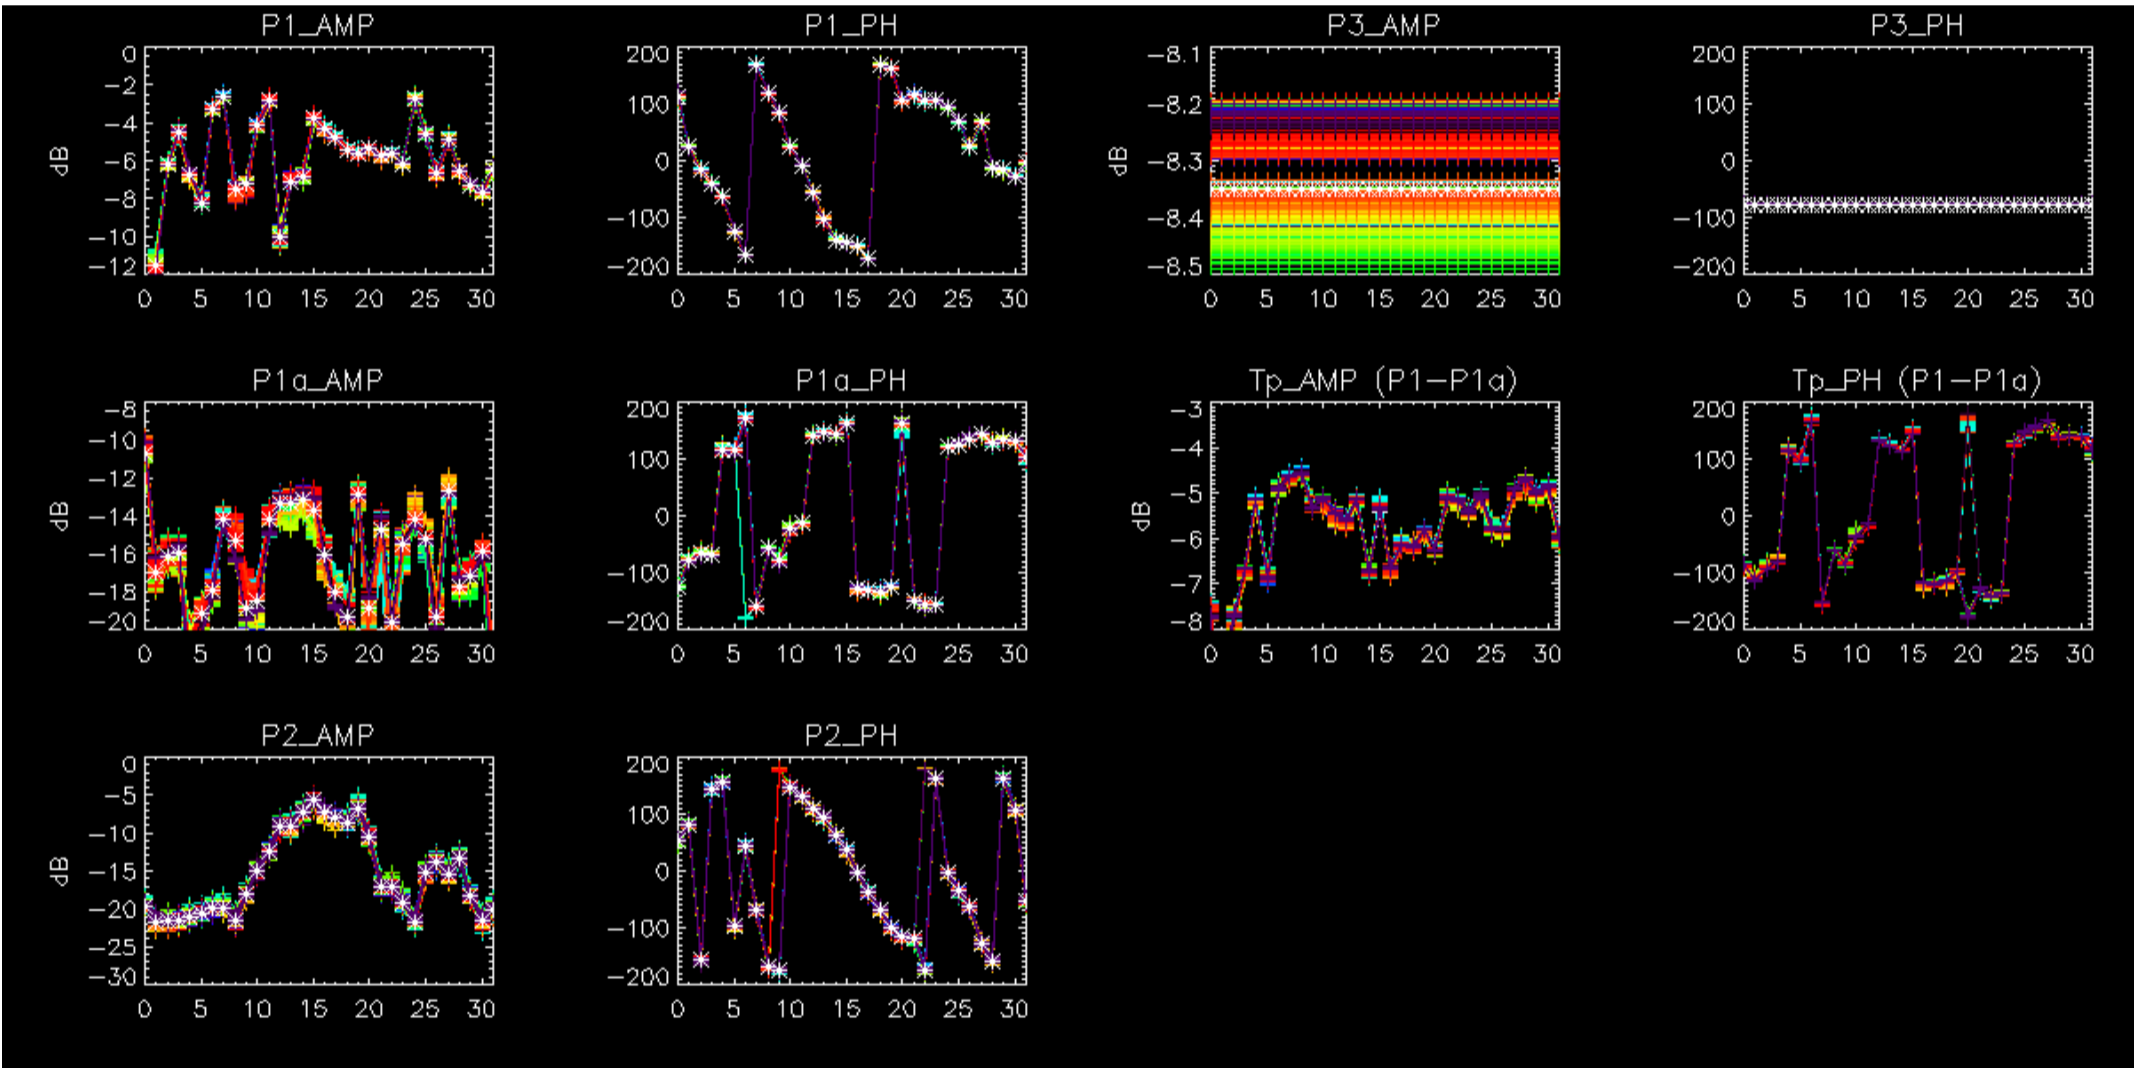 P1_AMP P1_PH P3_AMP P3_PH
0 200 -8.1 200
-2 100 -8.2 100
-4 0 -8.3 0
-6 -100 -8.4 -100
-8 -200 -8.5 -200
-10
-12
dB dB
0 5 10 15 20 25 30 0 5 10 15 20 25 30 0 5 10 15 20 25 30 0 5 10 15 20 25 30
P1a_AMP P1a_PH Tp_AMP (P1-P1a) Tp_PH (P1-P1a)
-8 200 -3 200
-10 100 -4 100
-12 0 -5 0
-14 -100 -6 -100
-16 -200 -7 -200
-18 -8
-20
dB dB
0 5 10 15 20 25 30 0 5 10 15 20 25 30 0 5 10 15 20 25 30 0 5 10 15 20 25 30
P2_AMP P2_PH
0 200
-5 100
-10 0
-15 -100
-20 -200
-25
-30
dB
0 5 10 15 20 25 30 0 5 10 15 20 25 30